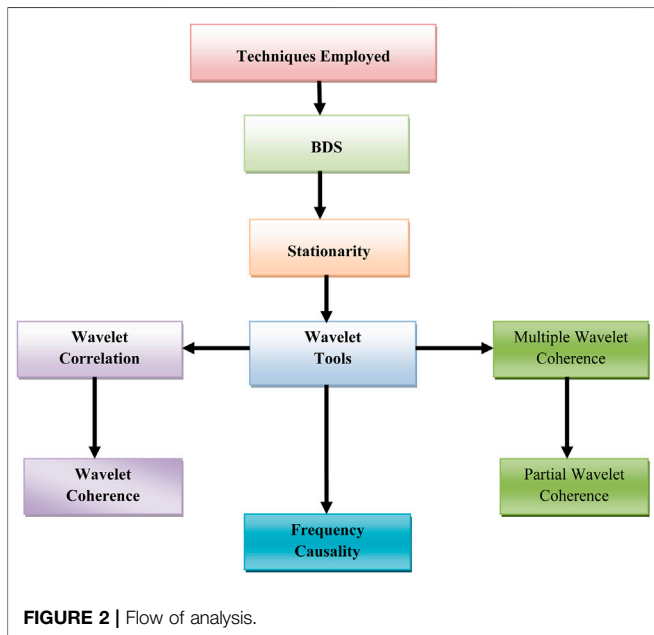 Techniques Employed
BDS
Stationarity
Wavelet
Correlation
Wavelet
Tools
Multiple Wavelet
Coherence
Wavelet
Coherence
Partial Wavelet
Coherence
Frequency
Causality
FIGURE 2 | Flow of analysis.